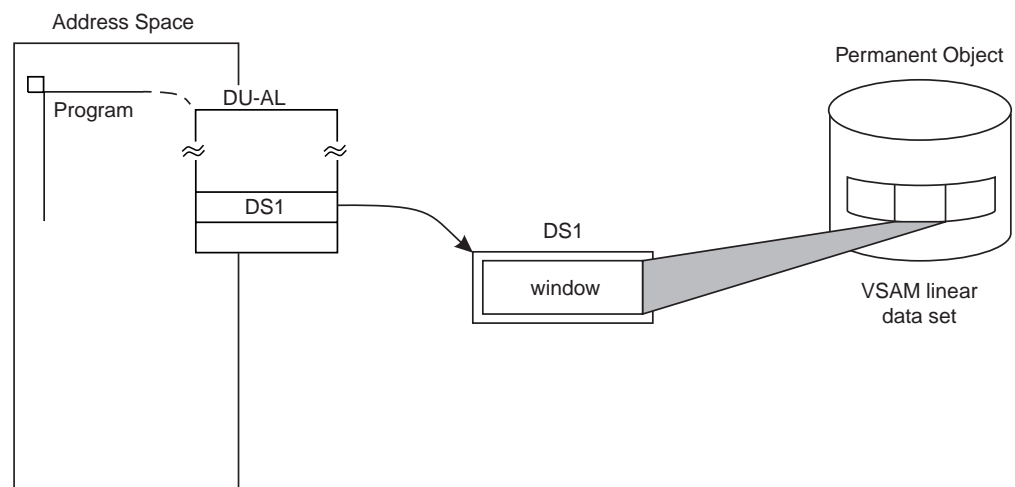 Address Space
Program
DU-AL
DS1
DS1
window
Permanent Object
VSAM linear
data set